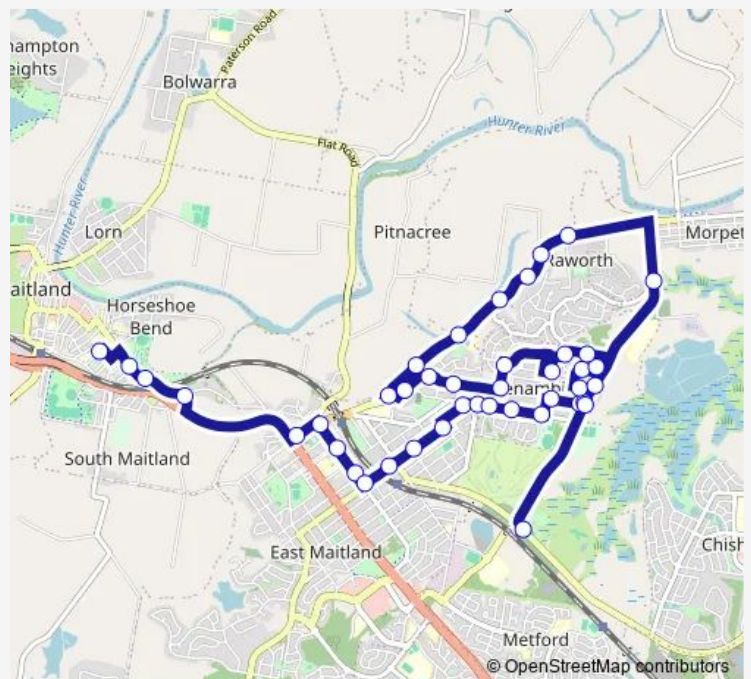 hampton
eights
Bolwarra
Paterson Road
Flat Road
Hunter River
Hunter River
Lorn
Pitnacree
Raworth
Morpet
aitland
Horseshoe
Bend
enambi
South Maitland
East Maitland
Chish
Metford
© OpenStreetMap contributors